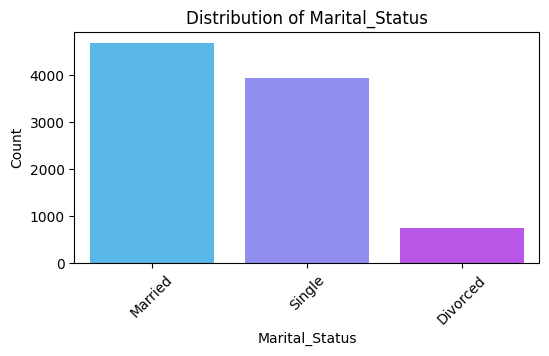 Distribution of Marital_Status
Count
4000
3000
2000
1000
0
Married
Single
Divorced
Marital_Status